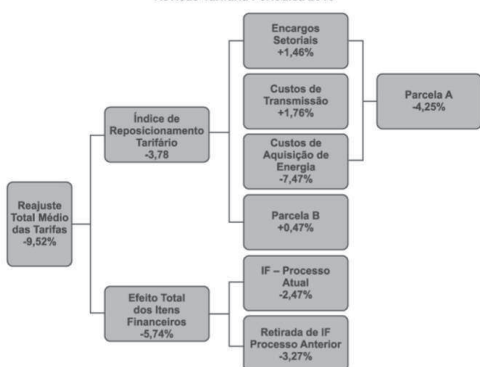 Encargos
Setoriais
+1,46%
Custos de
Transmissão
+1,76%
Parcela A
-4,25%
Índice de
Reposicionamento
Tarifário
-3,78
Custos de
Aquisição de
Energia
-7,47%
Reajuste
Total Médio
das Tarifas
-9,52%
Parcela B
+0,47%
IF – Processo
Atual
-2,47%
Efeito Total
dos Itens
Financeiros
-5,74%
Retirada de IF
Processo Anterior
-3,27%